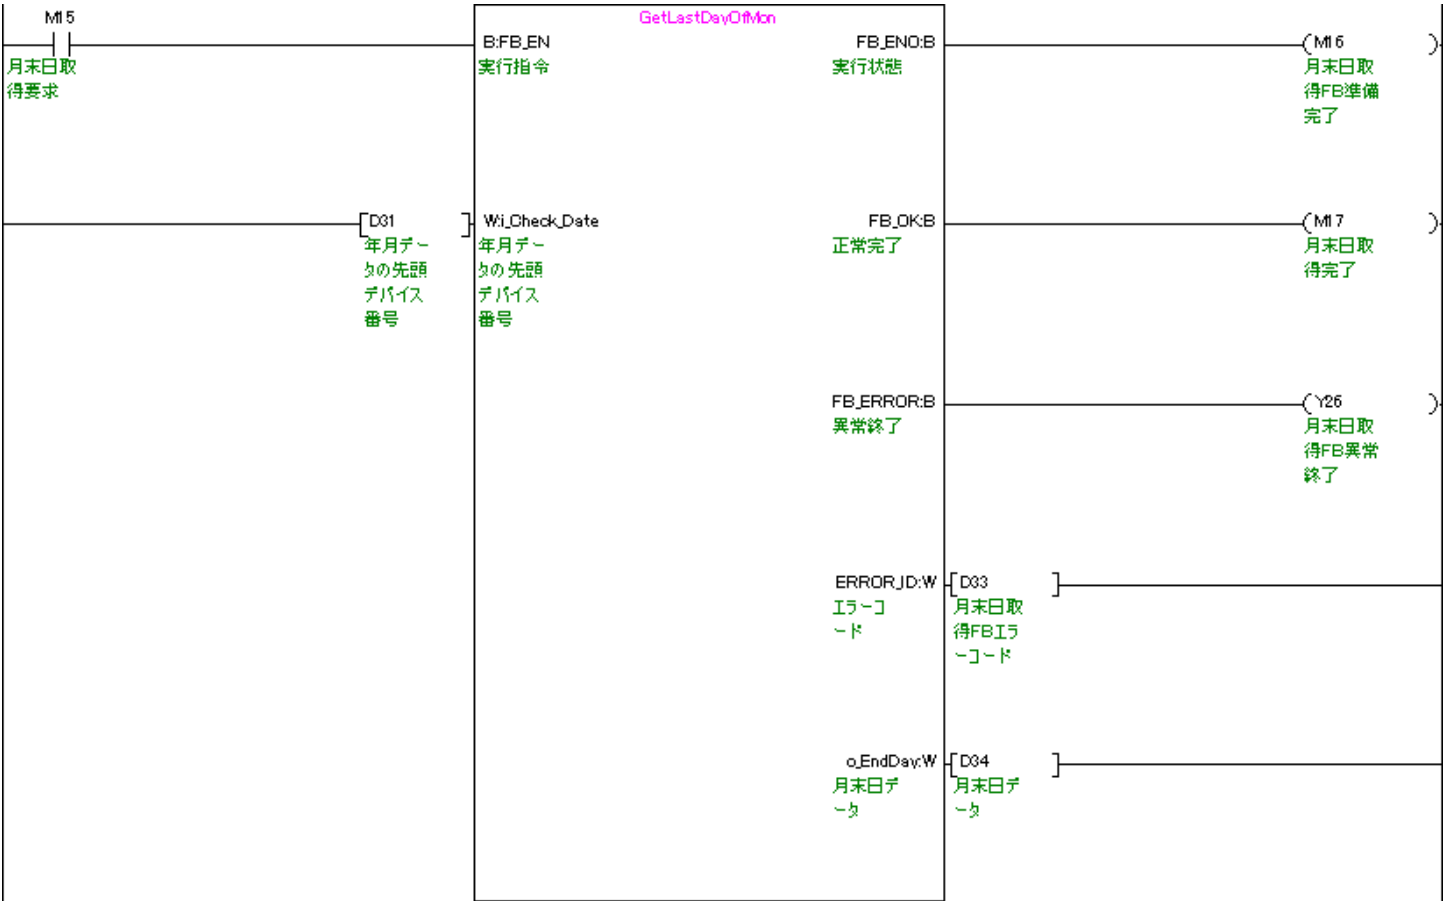 GetLastDayOfMon
M15
月末日取
得要求
B:FB_EN
実行指令
FB_ENO:B
実行状態
M16
月末日取
得FB準備
完了
D31
年月デー
タの先頭
デバイス
番号
W:i_Check_Date
年月デー
タの先頭
デバイス
番号
FB_OK:B
正常完了
M17
月末日取
得完了
FB_ERROR:B
異常終了
Y26
月末日取
得FB異常
終了
ERROR_ID:W
エラーコ
ード
D33
月末日取
得FBエラ
ーコード
o_EndDay:W
月末日デ
ータ
D34
月末日デ
ータ